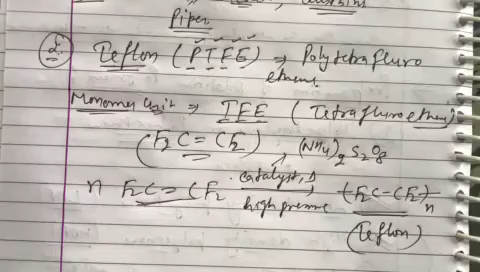 Pipes
② Teflon (PTFE) ⇒ Polytetrafluro
ethene
Monomer unit ⇒ TFE (Tetrafluroethene)
(F₂C = CF₂) (NH₄)₂S₂O₈
n F₂C = CF₂ catalyst, Δ → high pressure (F₂C-CF₂)n
(Teflon)